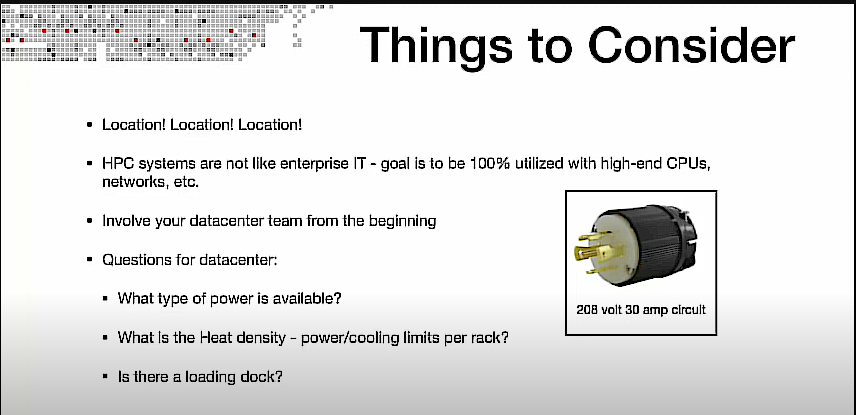 Things to Consider
• Location! Location! Location!
▪ HPC systems are not like enterprise IT - goal is to be 100% utilized with high-end CPUs,
networks, etc.
▪ Involve your datacenter team from the beginning
▪ Questions for datacenter:
▪ What type of power is available?
▪ What is the Heat density - power/cooling limits per rack?
▪ Is there a loading dock?
208 volt 30 amp circuit